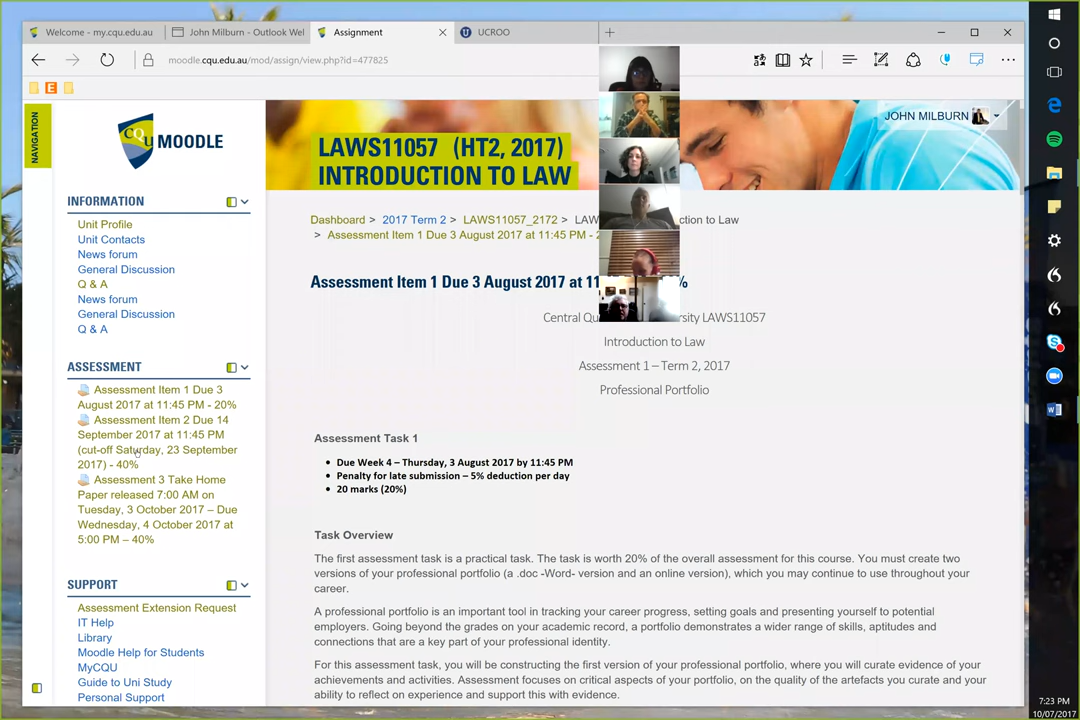 Welcome - my.cqu.edu.au
John Milburn - Outlook Wel
Assignment
UCROO
moodle.cqu.edu.au/mod/assign/view.php?id=477825
E
NAVIGATION
CQU MOODLE
LAWS11057 (HT2, 2017)
INTRODUCTION TO LAW
JOHN MILBURN
INFORMATION
Unit Profile
Unit Contacts
News forum
General Discussion
Q & A
News forum
General Discussion
Q & A
ASSESSMENT
Assessment Item 1 Due 3
August 2017 at 11:45 PM - 20%
Assessment Item 2 Due 14
September 2017 at 11:45 PM
(cut-off Saturday, 23 September
2017) - 40%
Assessment 3 Take Home
Paper released 7:00 AM on
Tuesday, 3 October 2017 – Due
Wednesday, 4 October 2017 at
5:00 PM – 40%
SUPPORT
Assessment Extension Request
IT Help
Library
Moodle Help for Students
MyCQU
Guide to Uni Study
Personal Support
Dashboard > 2017 Term 2 > LAWS11057_2172 > LAW ction to Law
> Assessment Item 1 Due 3 August 2017 at 11:45 PM - 2
Assessment Item 1 Due 3 August 2017 at 11 %
Central Qu rsity LAWS11057
Introduction to Law
Assessment 1 – Term 2, 2017
Professional Portfolio
Assessment Task 1
• Due Week 4 – Thursday, 3 August 2017 by 11:45 PM
• Penalty for late submission – 5% deduction per day
• 20 marks (20%)
Task Overview
The first assessment task is a practical task. The task is worth 20% of the overall assessment for this course. You must create two
versions of your professional portfolio (a .doc -Word- version and an online version), which you may continue to use throughout your
career.
A professional portfolio is an important tool in tracking your career progress, setting goals and presenting yourself to potential
employers. Going beyond the grades on your academic record, a portfolio demonstrates a wider range of skills, aptitudes and
connections that are a key part of your professional identity.
For this assessment task, you will be constructing the first version of your professional portfolio, where you will curate evidence of your
achievements and activities. Assessment focuses on critical aspects of your portfolio, on the quality of the artefacts you curate and your
ability to reflect on experience and support this with evidence.
7:23 PM
10/07/2017